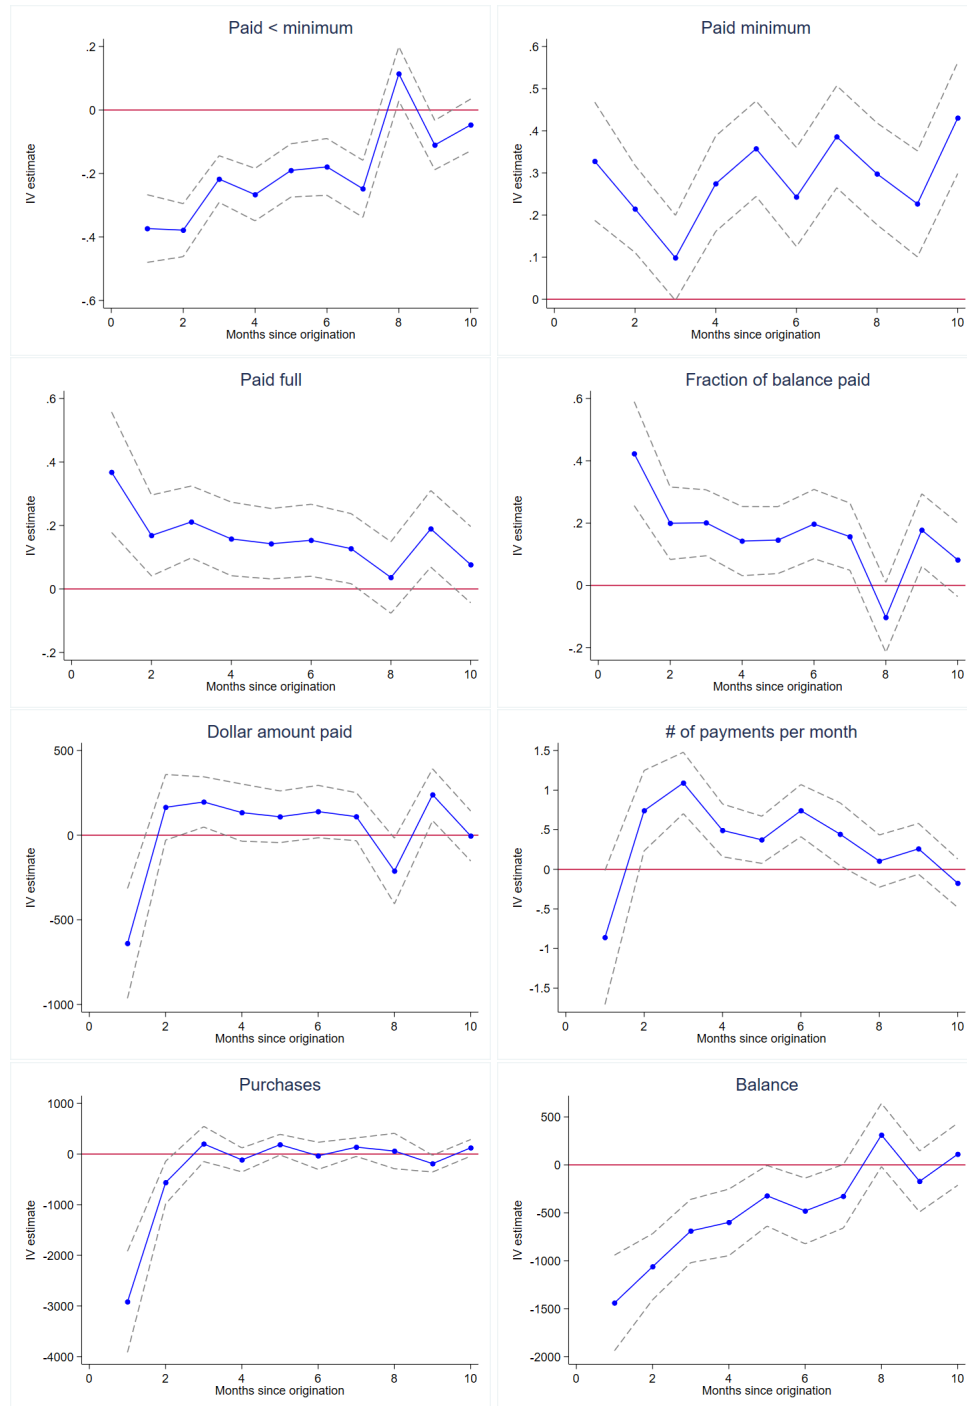 Paid < minimum
.2
0
-.2
-.4
-.6
IV estimate
0 2 4 6 8 10
Months since origination
Paid minimum
.6
.5
.4
.3
.2
.1
0
IV estimate
0 2 4 6 8 10
Months since origination
Paid full
.6
.4
.2
0
-.2
IV estimate
0 2 4 6 8 10
Months since origination
Fraction of balance paid
.6
.4
.2
0
-.2
IV estimate
0 2 4 6 8 10
Months since origination
Dollar amount paid
500
0
-500
-1000
IV estimate
0 2 4 6 8 10
Months since origination
# of payments per month
1.5
1
.5
0
-.5
-1
-1.5
IV estimate
0 2 4 6 8 10
Months since origination
Purchases
1000
0
-1000
-2000
-3000
-4000
IV estimate
0 2 4 6 8 10
Months since origination
Balance
500
0
-500
-1000
-1500
-2000
IV estimate
0 2 4 6 8 10
Months since origination